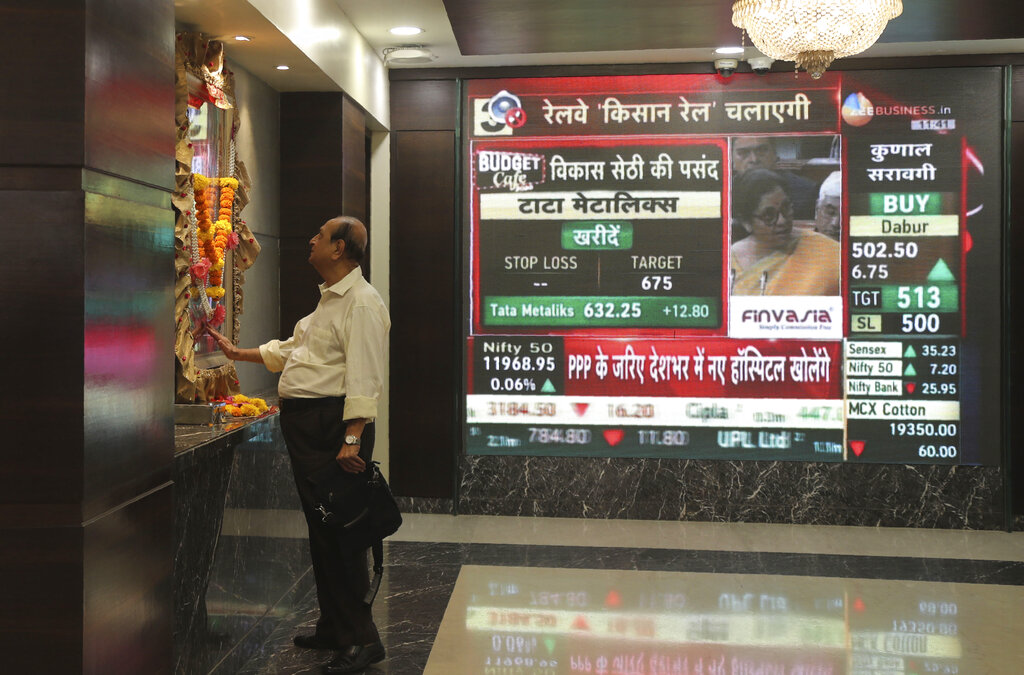 रेलवे 'किसान रेल' चलाएगी
ZEEBUSINESS.in
11:41
BUDGET
Cafe
विकास सेठी की पसंद
टाटा मेटालिक्स
खरीदें
STOP LOSS
--
TARGET
675
Tata Metaliks 632.25 +12.80
FINVASIA
Simply Commission Free
कुणाल
सरावगी
BUY
Dabur
502.50
6.75
TGT 513
SL 500
Nifty 50
11968.95
0.06%
PPP के जरिए देशभर में नए हॉस्पिटल खोलेंगे
Sensex 35.23
Nifty 50 7.20
Nifty Bank 25.95
MCX Cotton
19350.00
60.00
3184.50 16.20 Cipla
784.80 11.80 UPL Ltd